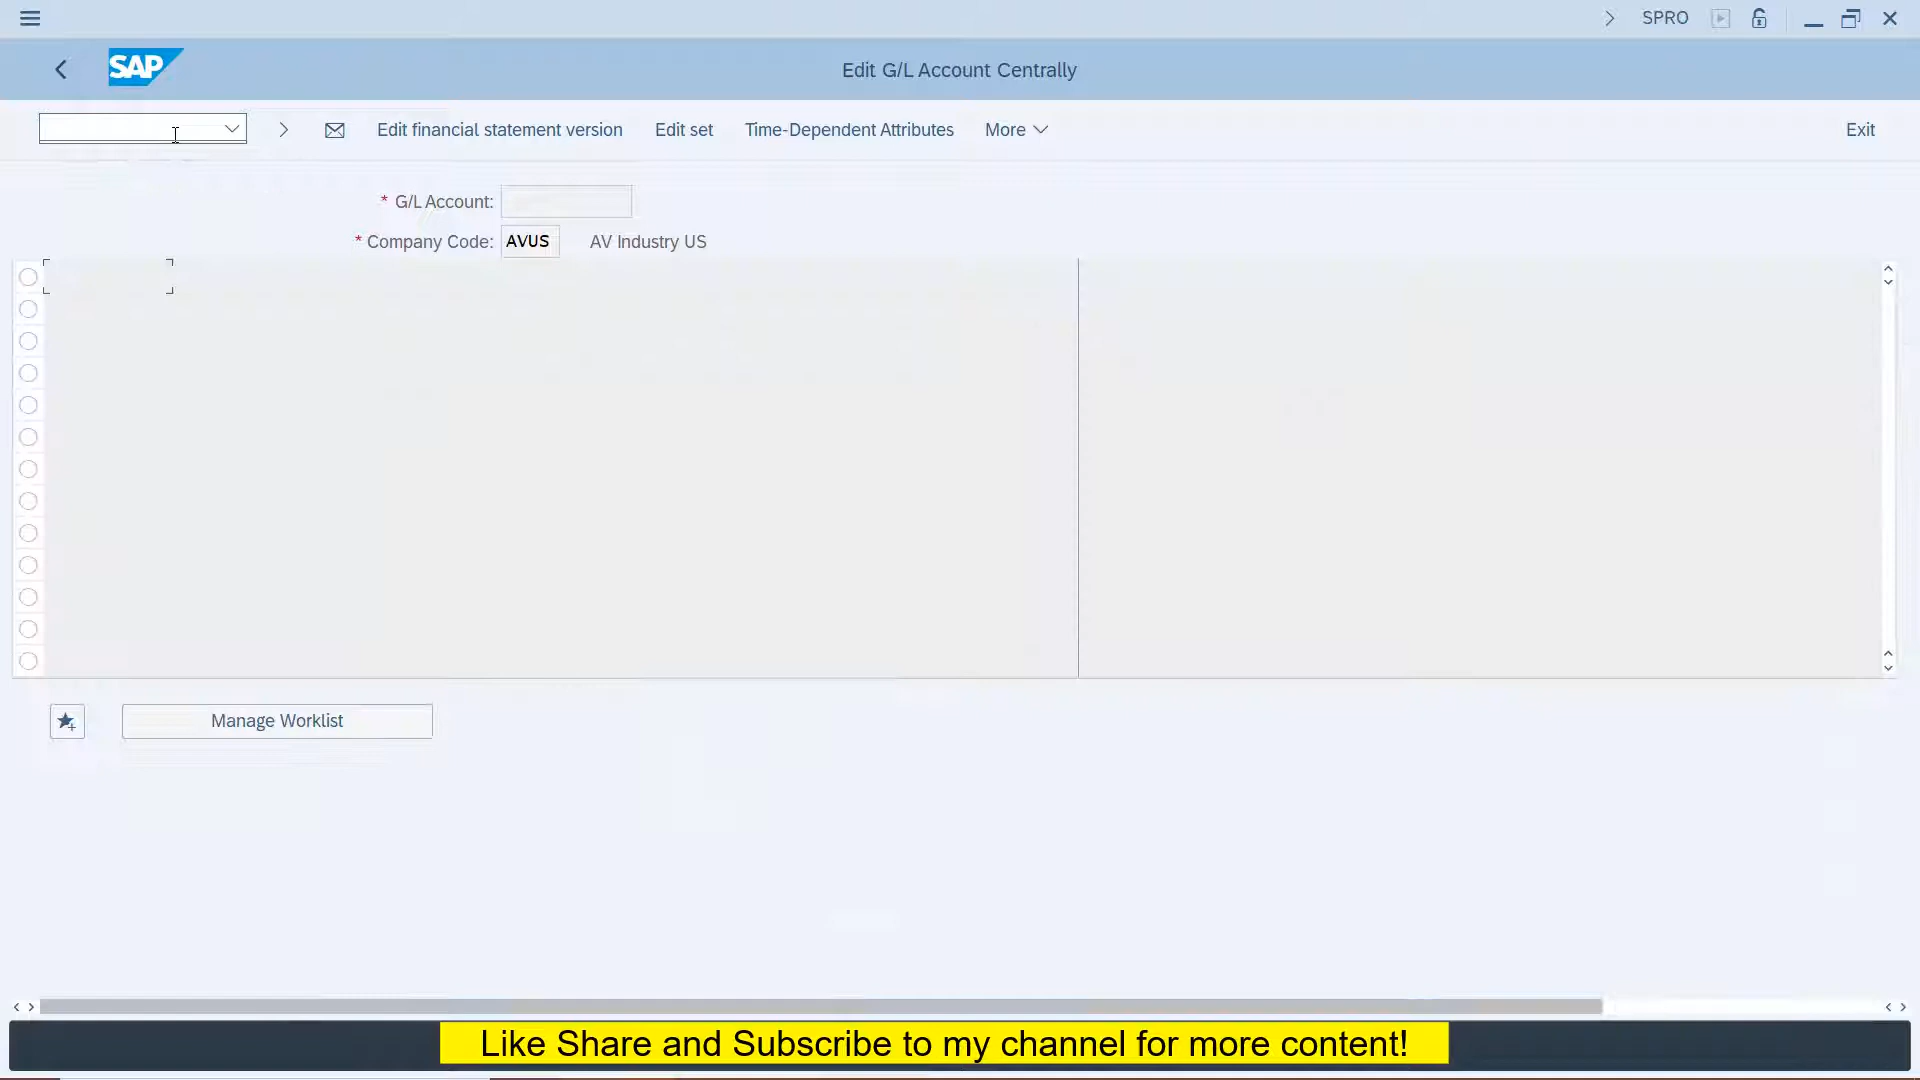 SPRO
SAP
Edit G/L Account Centrally
Edit financial statement version
Edit set
Time-Dependent Attributes
More
Exit
* G/L Account:
* Company Code: AVUS AV Industry US
Manage Worklist
Like Share and Subscribe to my channel for more content!